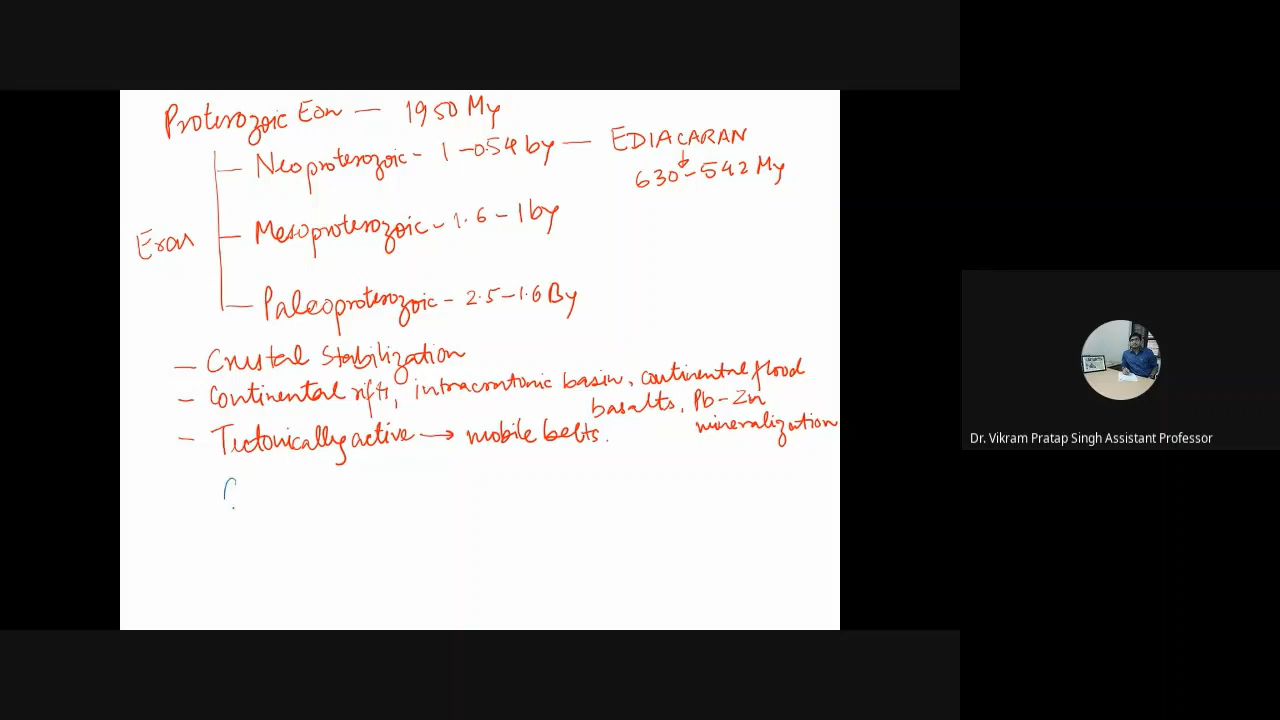 Proterozoic Eon — 1950 My
Neoproterozoic - 1 - 0.54 by — EDIACARAN
630 - 542 My
Mesoproterozoic - 1.6 - 1 by
Eras
Paleoproterozoic - 2.5 - 1.6 By
— Crustal Stabilization
- Continental rifts, intracratonic basin, continental flood
basalts, Pb-Zn
mineralization
- Tectonically active → mobile belts.
Dr. Vikram Pratap Singh Assistant Professor